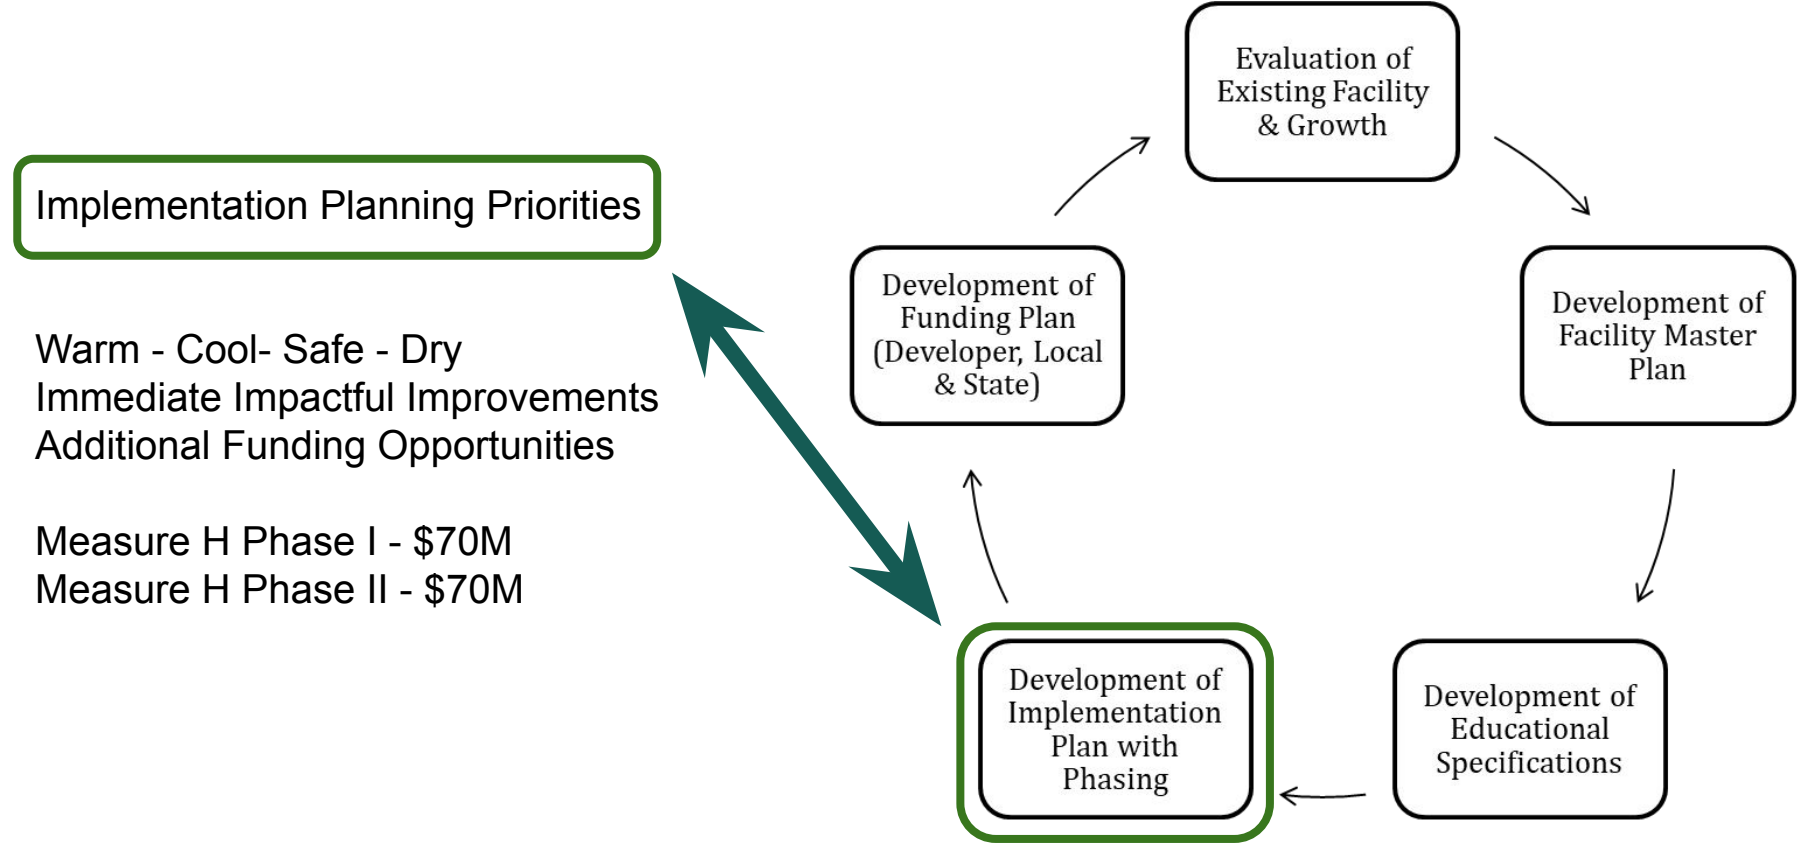 Implementation Planning Priorities
Warm - Cool- Safe - Dry
Immediate Impactful Improvements
Additional Funding Opportunities
Measure H Phase I - $70M
Measure H Phase II - $70M
Evaluation of
Existing Facility
& Growth
Development of
Facility Master
Plan
Development of
Educational
Specifications
Development of
Implementation
Plan with
Phasing
Development of
Funding Plan
(Developer, Local
& State)